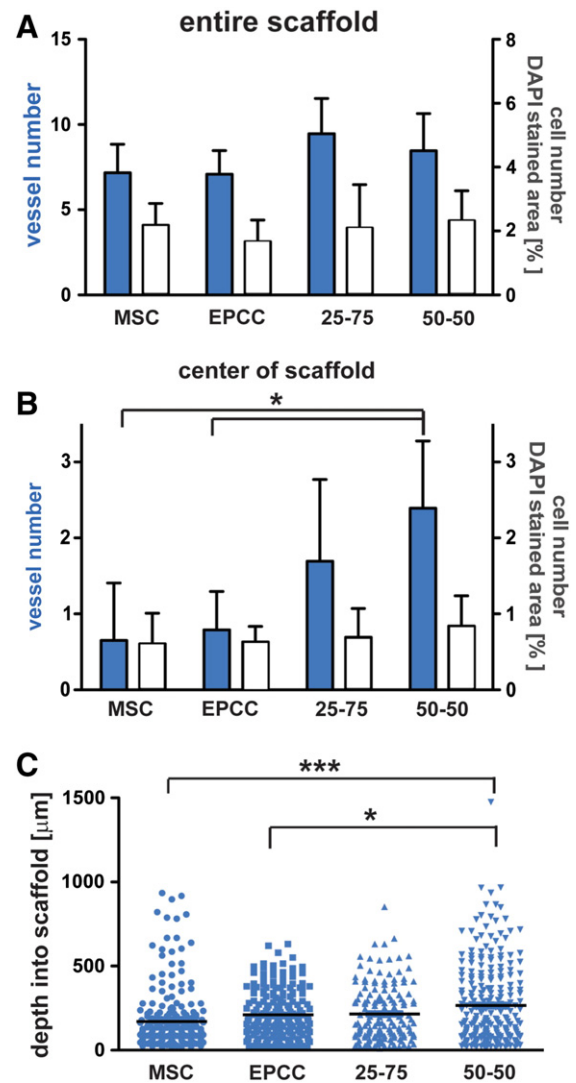 A
entire scaffold
15
10
5
0
vessel number
8
6
4
2
0
cell number
DAPI stained area [%]
MSC
EPCC
25-75
50-50
center of scaffold
B
*
3
2
1
0
vessel number
3
2
1
0
cell number
DAPI stained area [%]
MSC
EPCC
25-75
50-50
C
***
*
1500
1000
500
0
depth into scaffold [μm]
MSC
EPCC
25-75
50-50